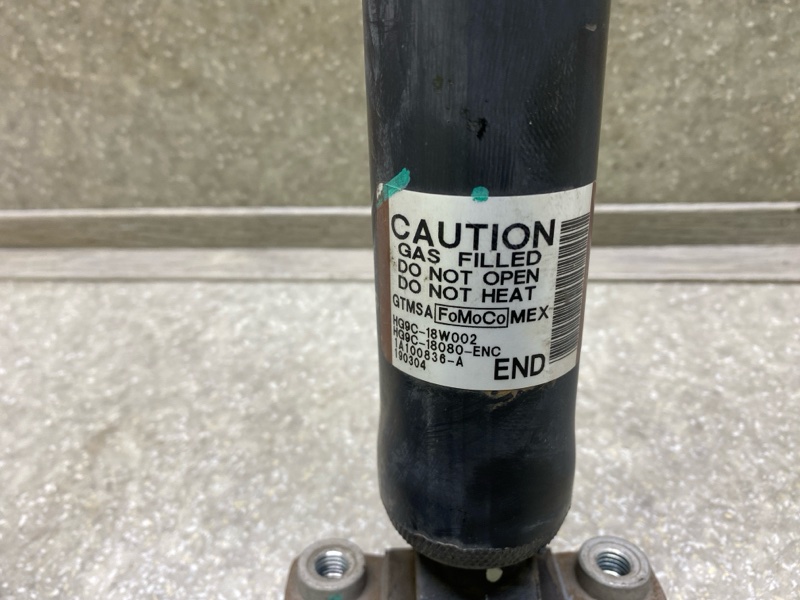 CAUTION
GAS FILLED
DO NOT OPEN
DO NOT HEAT
GTMSA FoMoCo MEX
HG9C-18W002
HG9C-18080-ENC
1A100836-A
190304
END